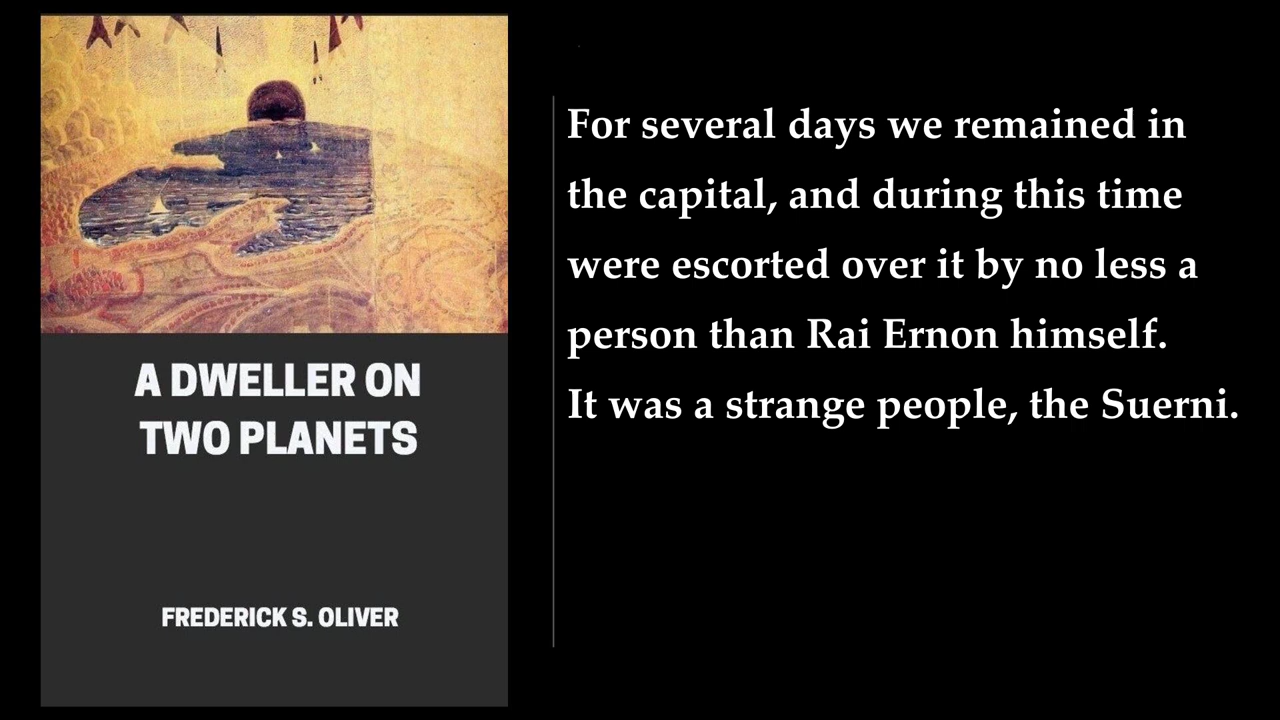 A DWELLER ON
TWO PLANETS
FREDERICK S. OLIVER
For several days we remained in
the capital, and during this time
were escorted over it by no less a
person than Rai Ernon himself.
It was a strange people, the Suerni.